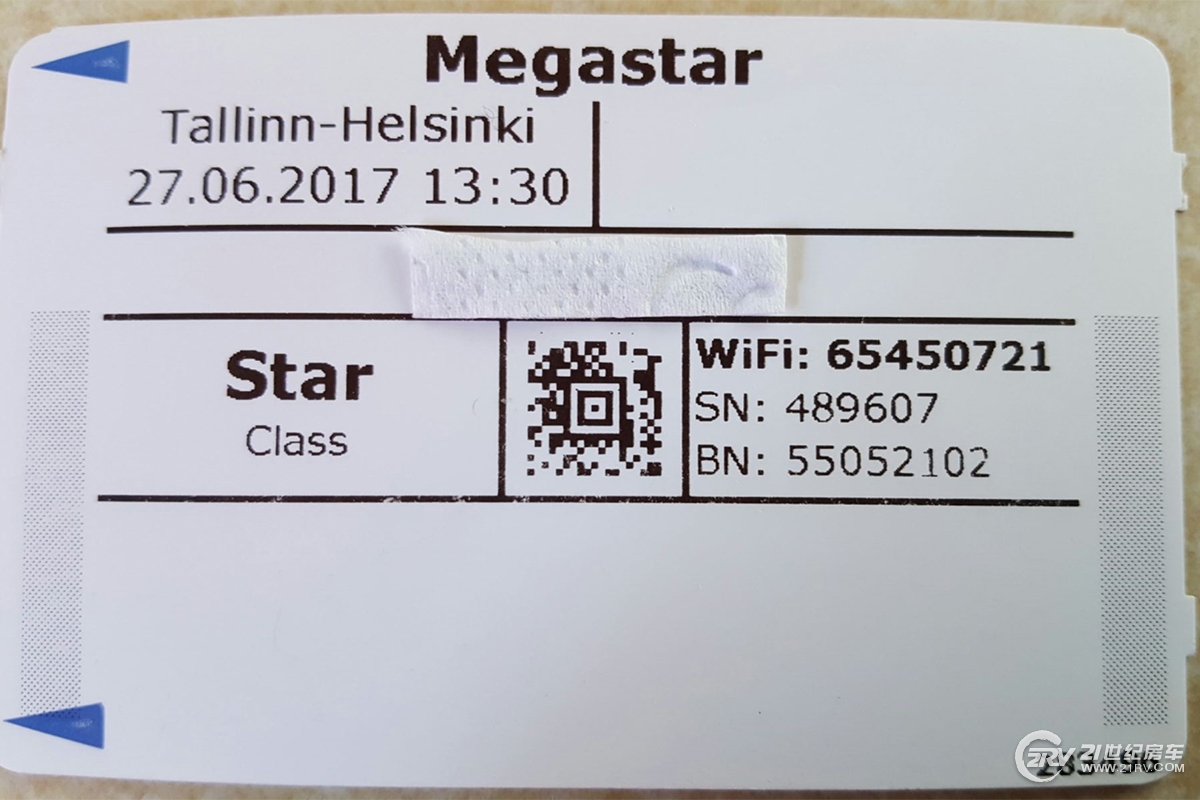 Megastar
Tallinn-Helsinki
27.06.2017 13:30
Star
Class
WiFi: 65450721
SN: 489607
BN: 55052102
21世纪房车
www.21RV.com